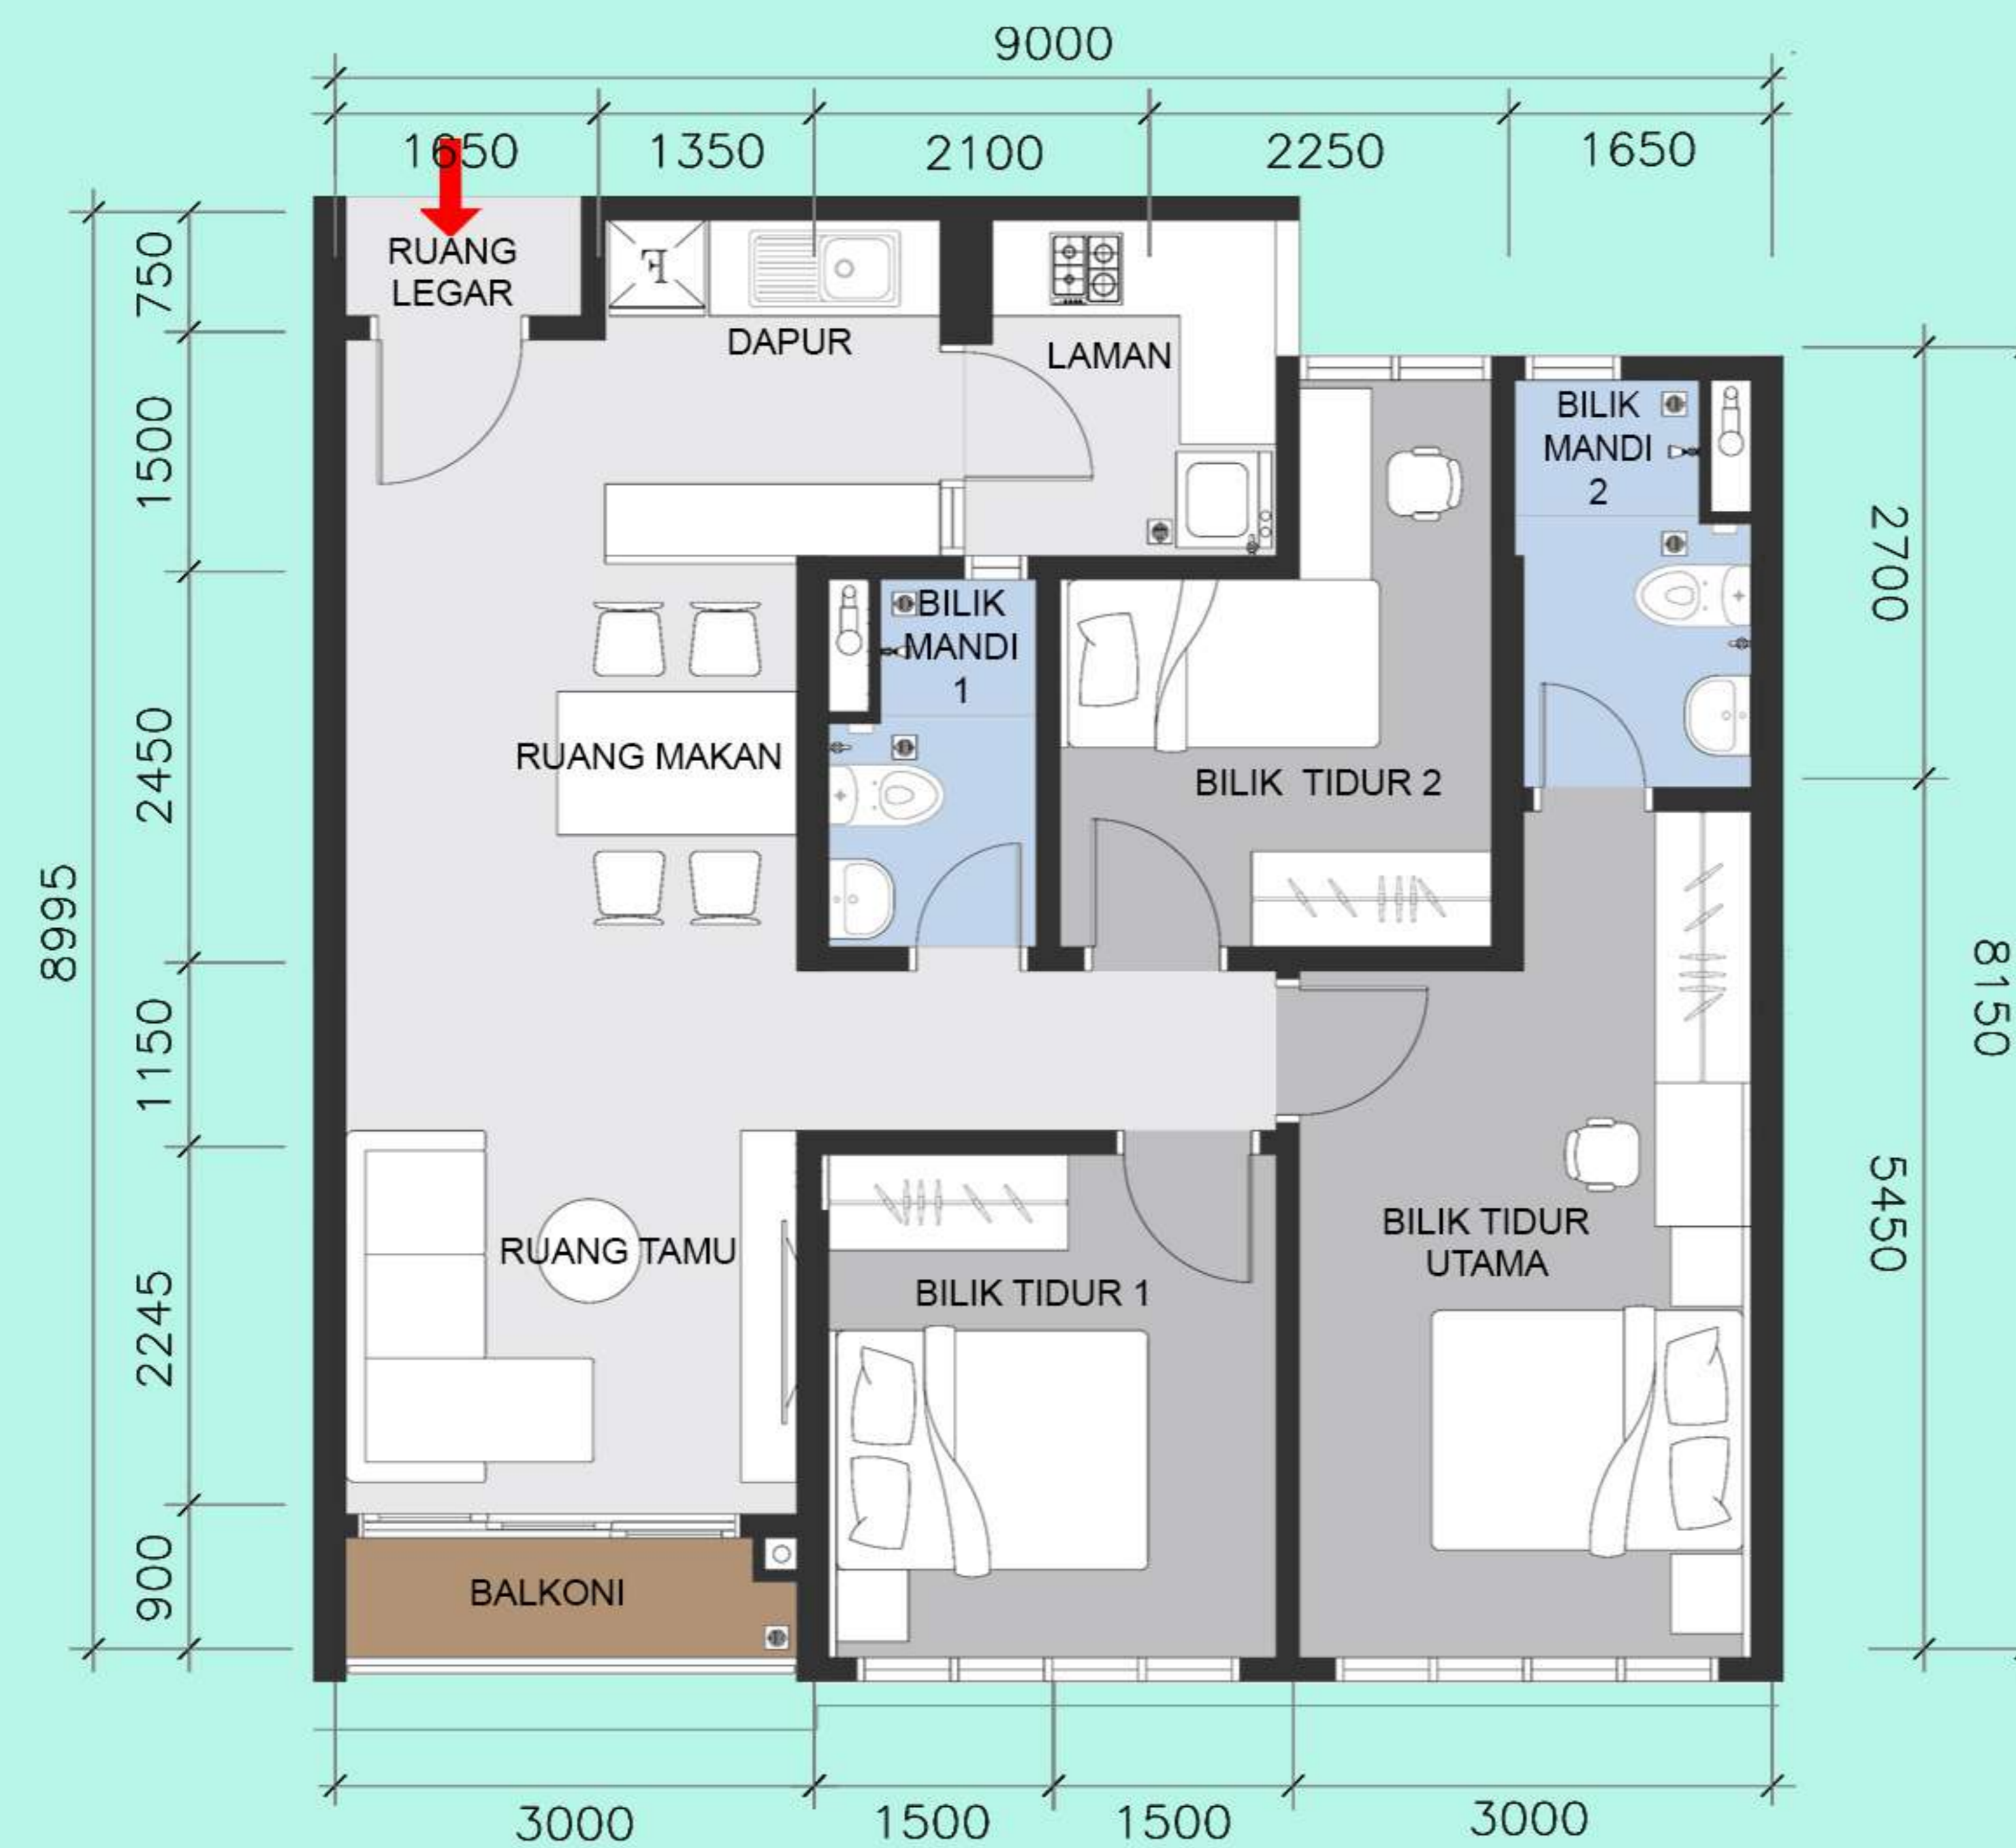 9000
1650
1350
2100
2250
1650
750
1500
2450
1150
2245
900
8995
RUANG
LEGAR
F
DAPUR
LAMAN
BILIK
MANDI
2
BILIK
MANDI
1
RUANG MAKAN
BILIK TIDUR 2
RUANG TAMU
BILIK TIDUR 1
BILIK TIDUR
UTAMA
BALKONI
2700
5450
8150
3000
1500
1500
3000